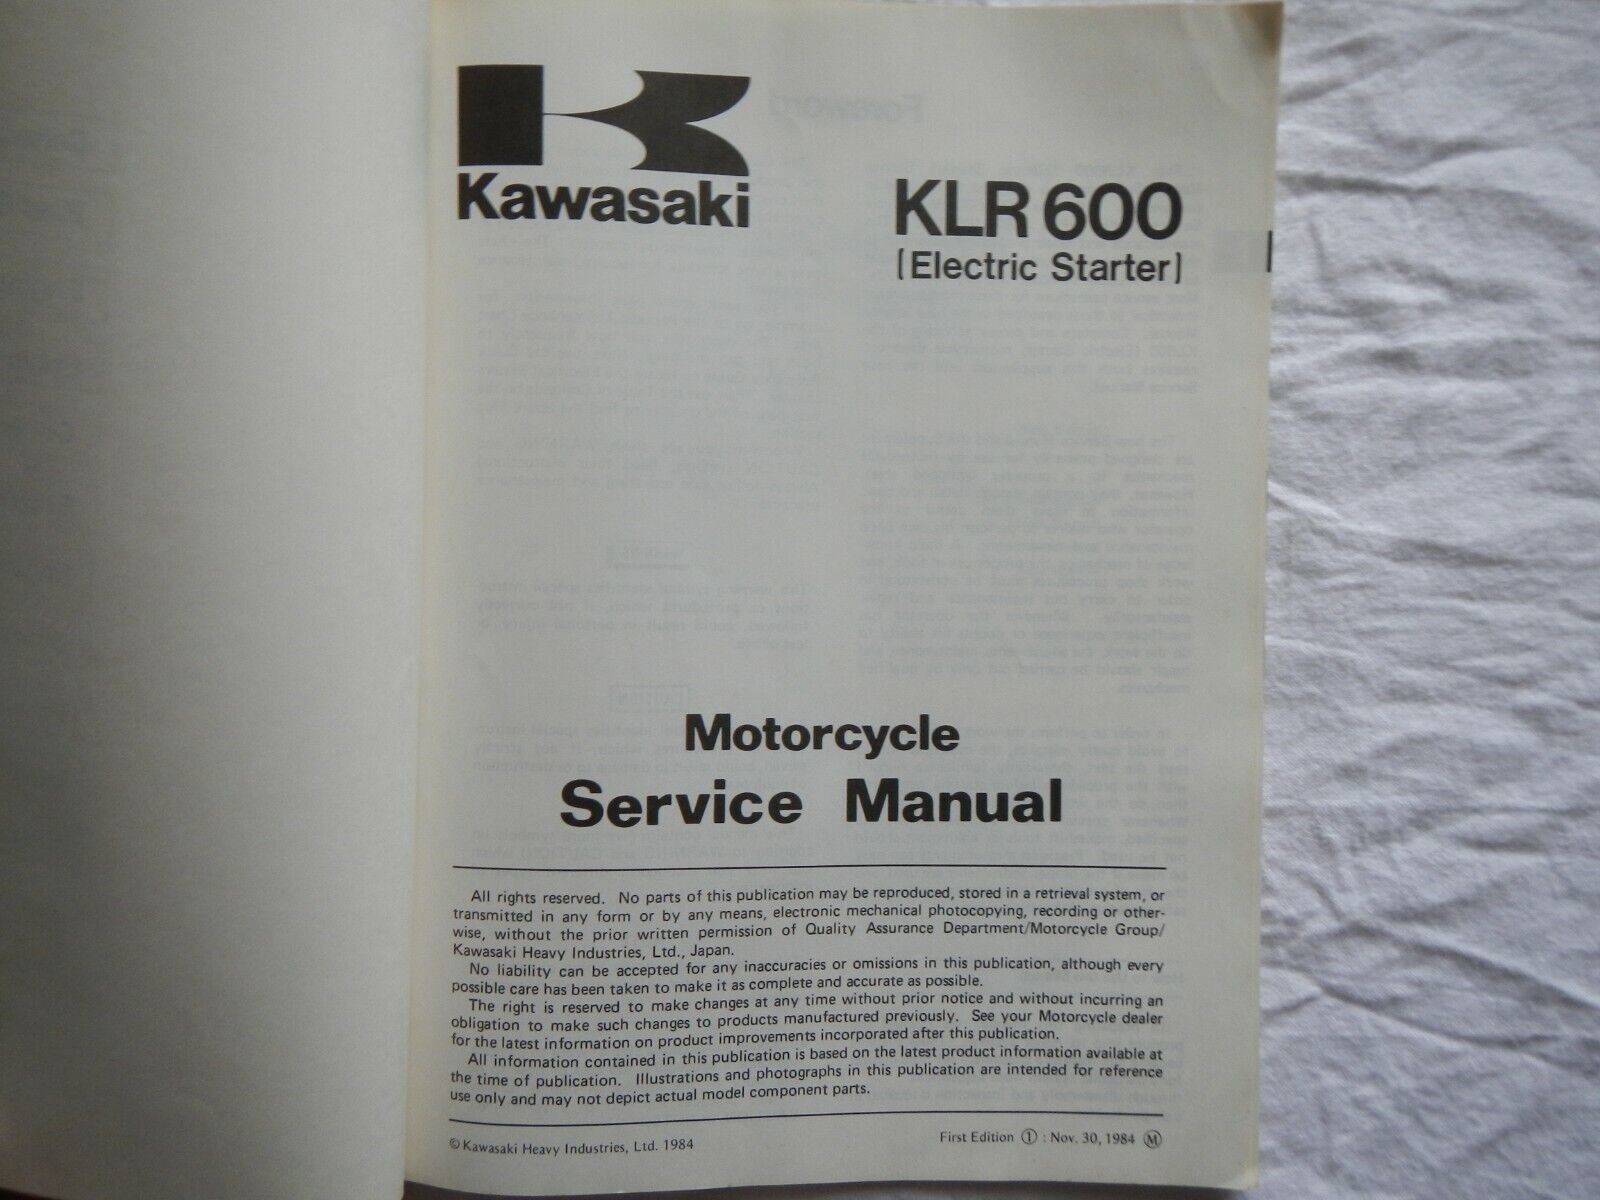 Kawasaki
KLR 600
(Electric Starter)
Motorcycle
Service Manual
All rights reserved. No parts of this publication may be reproduced, stored in a retrieval system, or
transmitted in any form or by any means, electronic mechanical photocopying, recording or other-
wise, without the prior written permission of Quality Assurance Department/Motorcycle Group/
Kawasaki Heavy Industries, Ltd., Japan.
No liability can be accepted for any inaccuracies or omissions in this publication, although every
possible care has been taken to make it as complete and accurate as possible.
The right is reserved to make changes at any time without prior notice and without incurring an
obligation to make such changes to products manufactured previously. See your Motorcycle dealer
for the latest information on product improvements incorporated after this publication.
All information contained in this publication is based on the latest product information available at
the time of publication. Illustrations and photographs in this publication are intended for reference
use only and may not depict actual model component parts.
© Kawasaki Heavy Industries, Ltd. 1984
First Edition ① : Nov. 30, 1984 Ⓜ